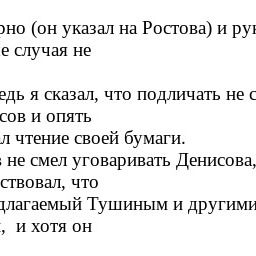 рно (он указал на Ростова) и рук
е случая не
едь я сказал, что подличать не с
сов и опять
л чтение своей бумаги.
в не смел уговаривать Денисова,
ствовал, что
длагаемый Тушиным и другими
, и хотя он